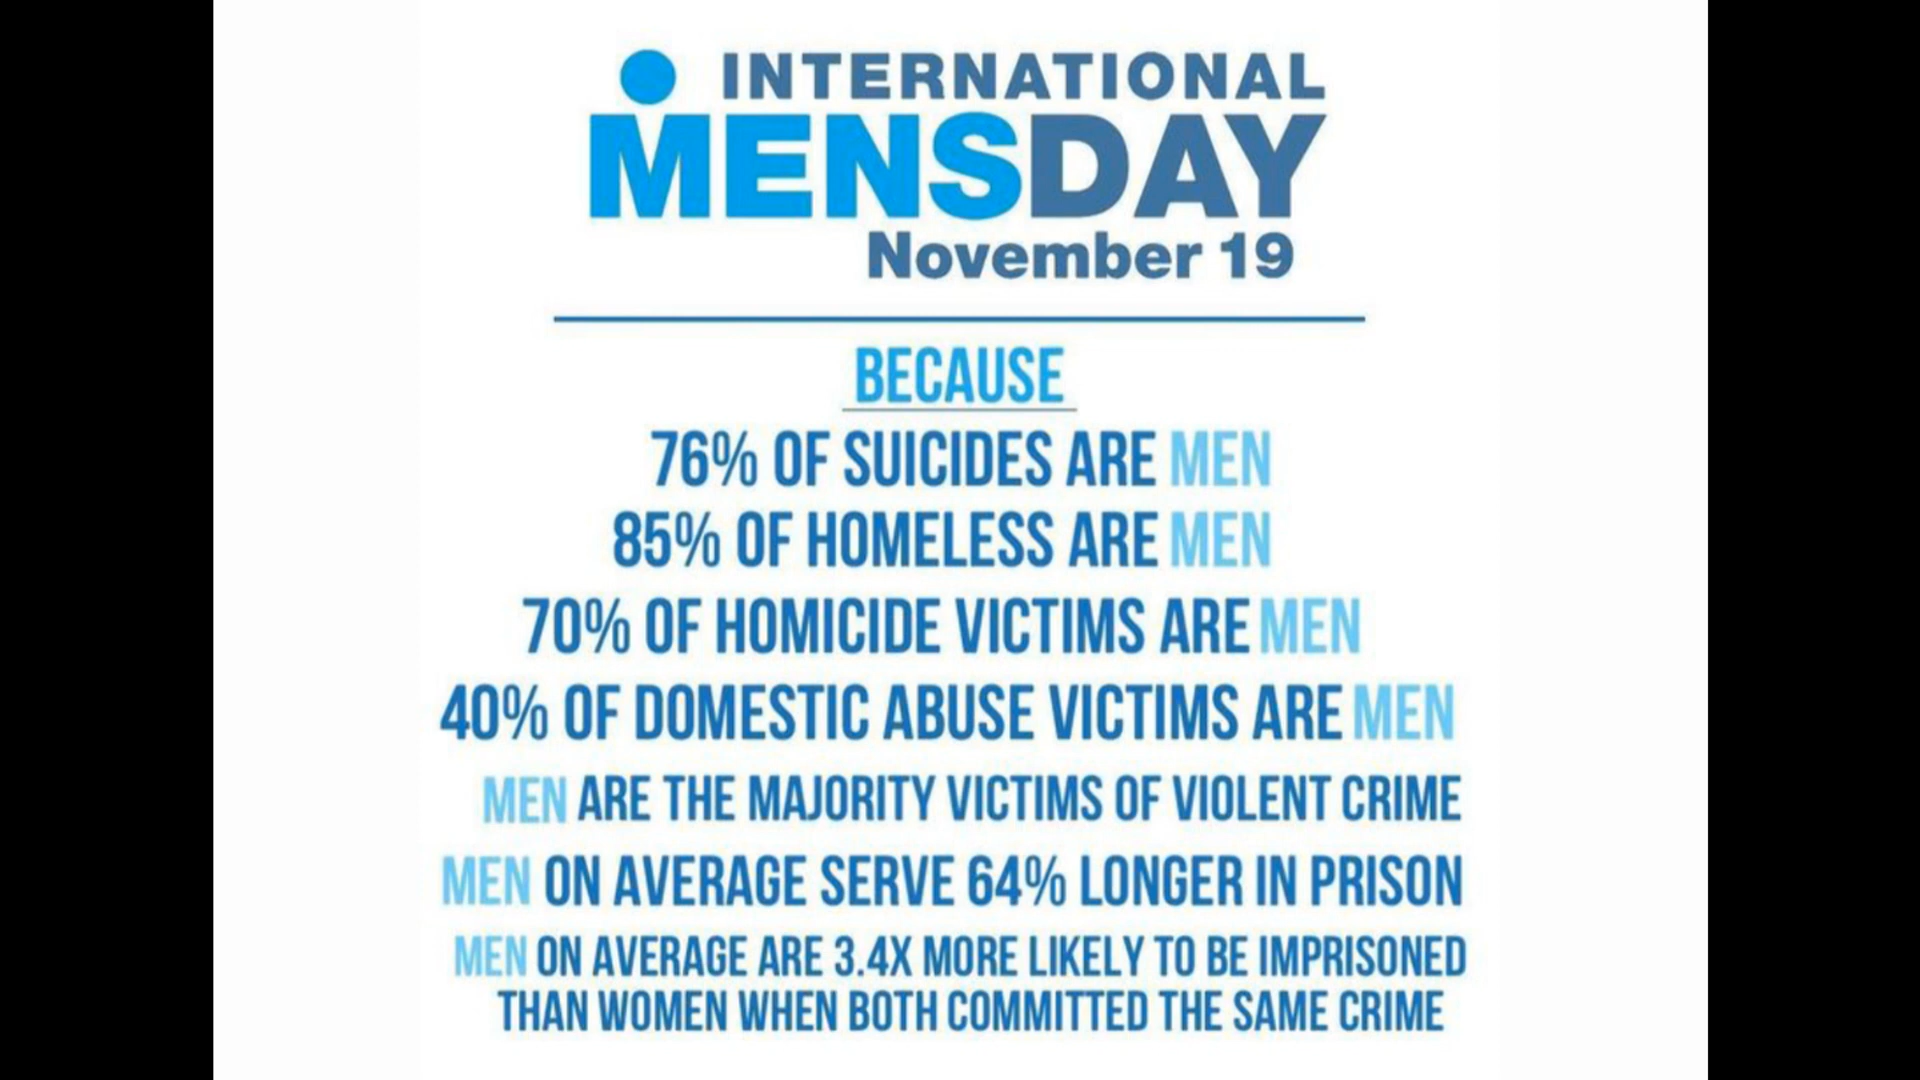 INTERNATIONAL
MENSDAY
November 19
BECAUSE
76% OF SUICIDES ARE MEN
85% OF HOMELESS ARE MEN
70% OF HOMICIDE VICTIMS ARE MEN
40% OF DOMESTIC ABUSE VICTIMS ARE MEN
MEN ARE THE MAJORITY VICTIMS OF VIOLENT CRIME
MEN ON AVERAGE SERVE 64% LONGER IN PRISON
MEN ON AVERAGE ARE 3.4X MORE LIKELY TO BE IMPRISONED
THAN WOMEN WHEN BOTH COMMITTED THE SAME CRIME